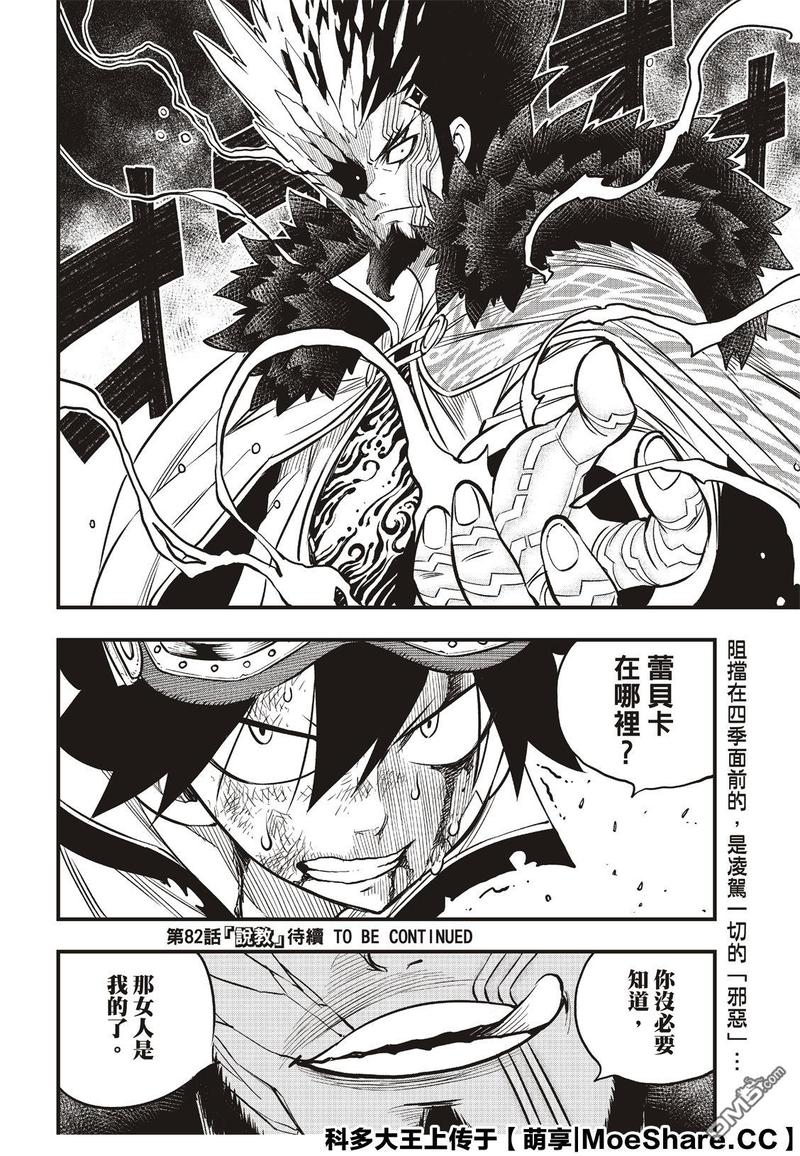 蕾貝卡
在哪裡？
阻擋在四季面前的，是凌駕一切的「邪惡」…
第82話『說教』待續 TO BE CONTINUED
你沒必要
知道，
那女人是
我的了。
科多大王上传于【萌享|MoeShare.CC】
DM5.com